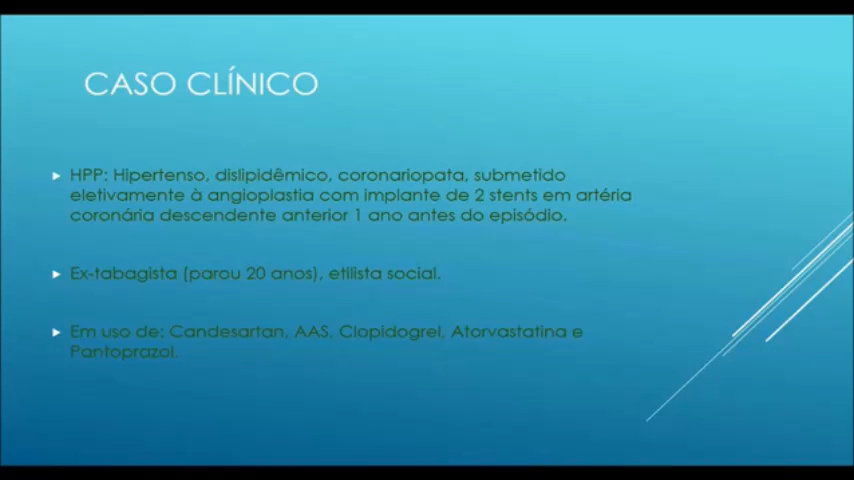 CASO CLÍNICO
HPP: Hipertenso, dislipidêmico, coronariopata, submetido
eletivamente à angioplastia com implante de 2 stents em artéria
coronária descendente anterior 1 ano antes do episódio.
Ex-tabagista (parou 20 anos), etilista social.
Em uso de: Candesartan, AAS, Clopidogrel, Atorvastatina e
Pantoprazol.